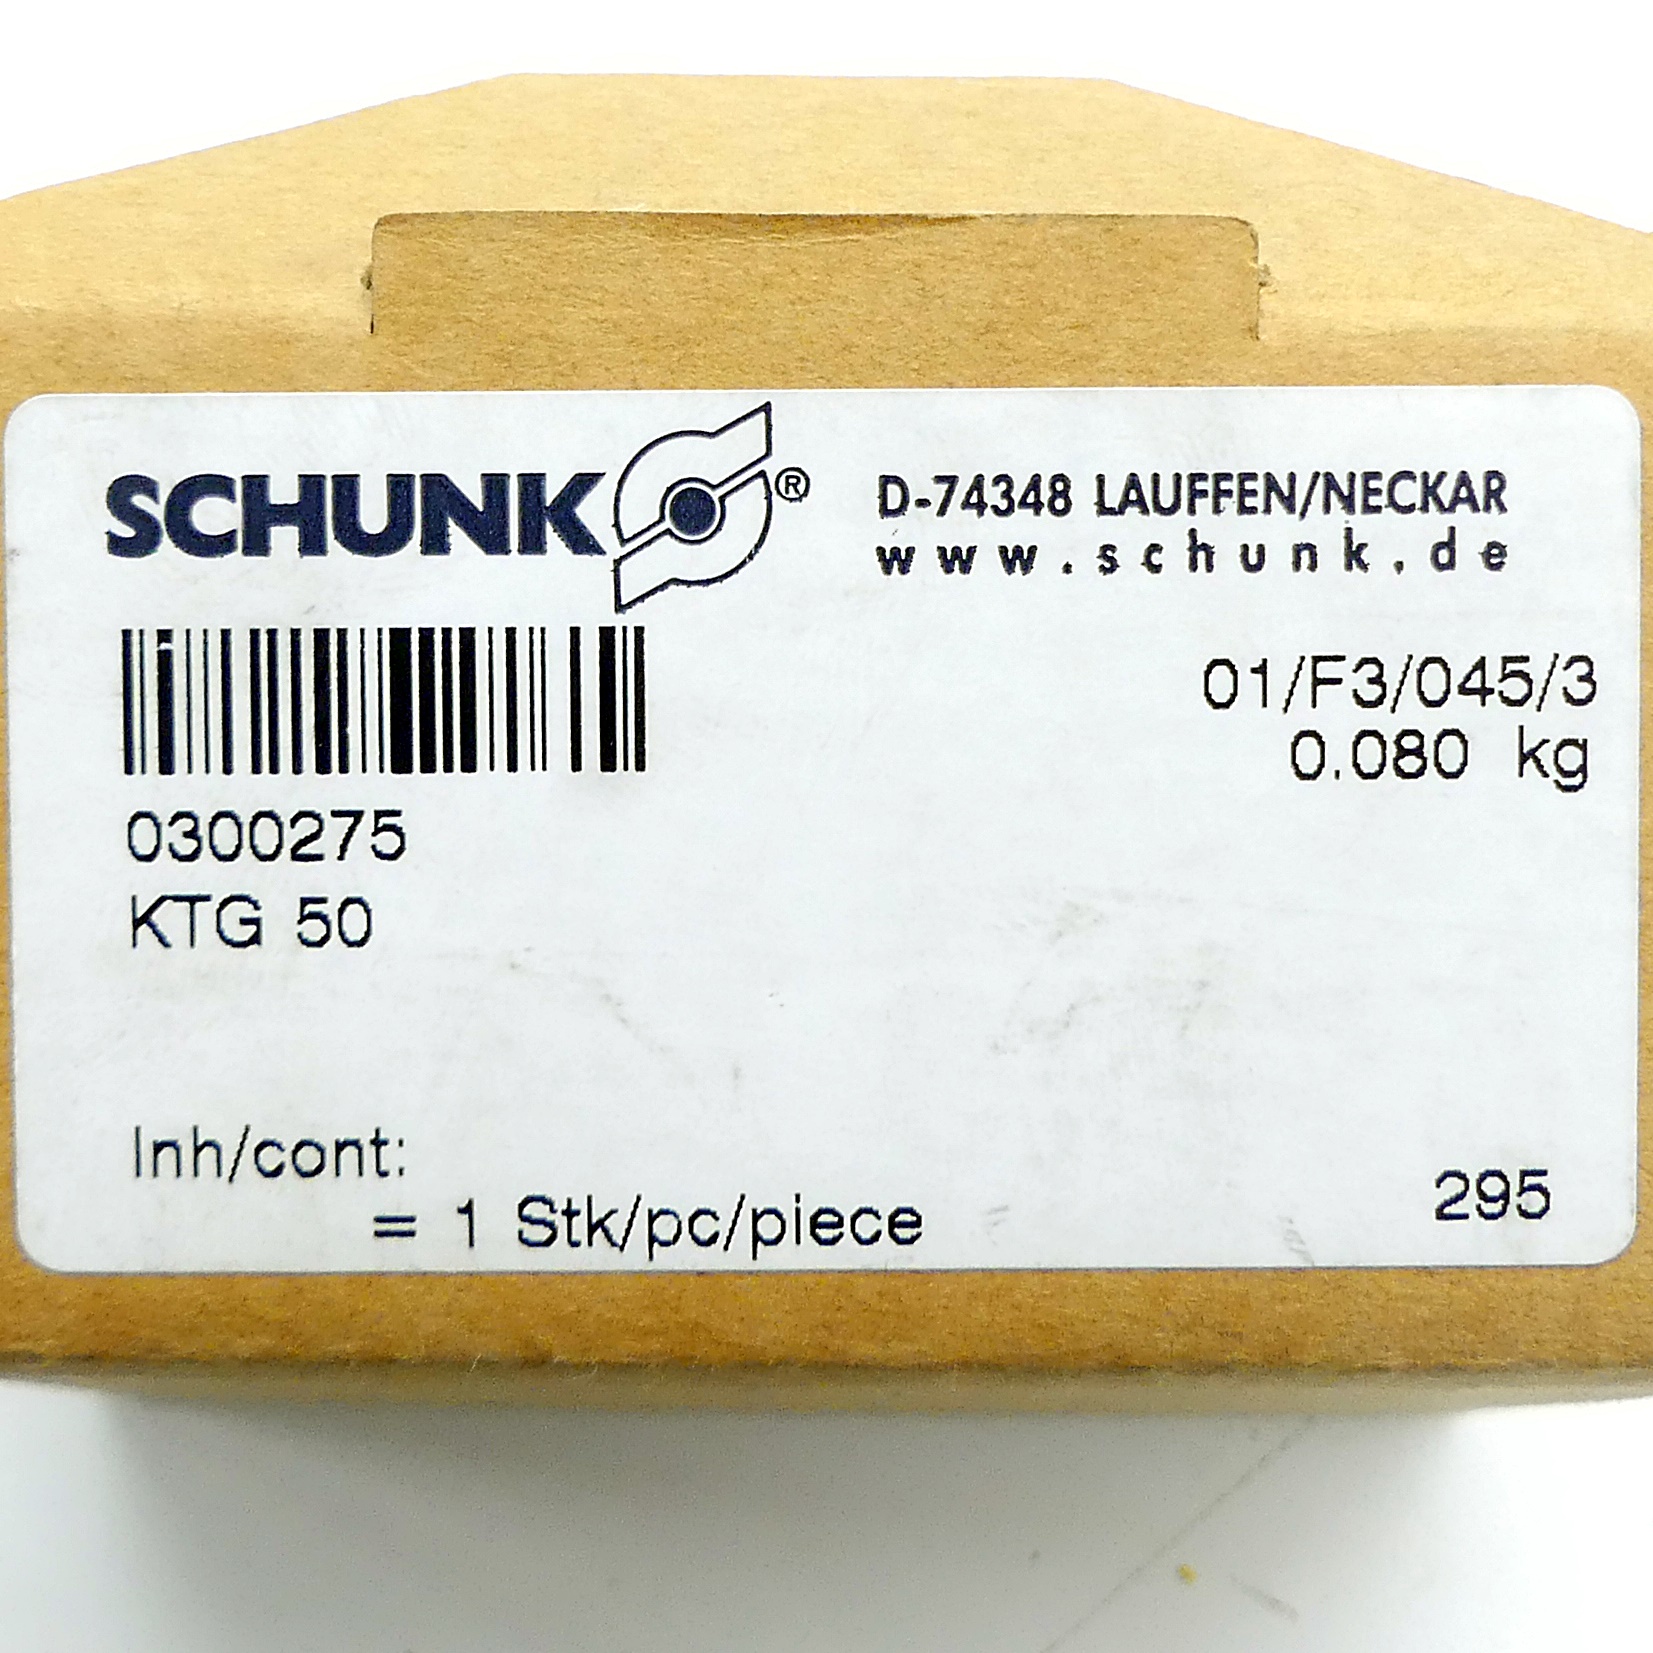 SCHUNK ®
D-74348 LAUFFEN/NECKAR
www.schunk.de
01/F3/045/3
0.080 kg
0300275
KTG 50
Inh/cont:
= 1 Stk/pc/piece
295